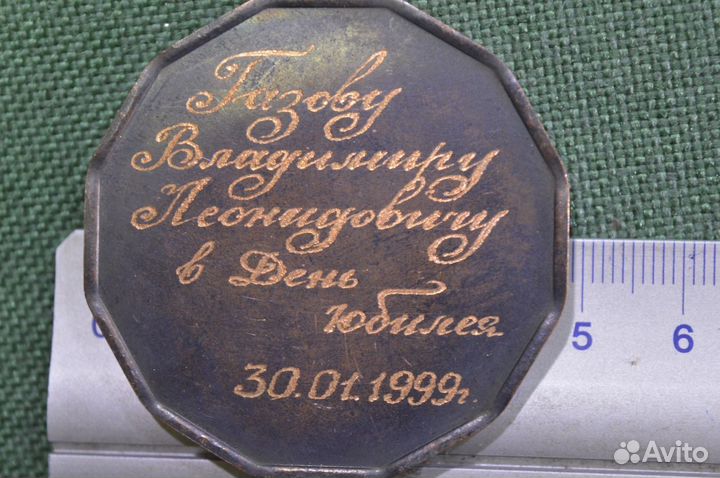 Газову
Владимиру
Леонидовичу
в День
юбилея
30.01.1999г.
5 6
Avito